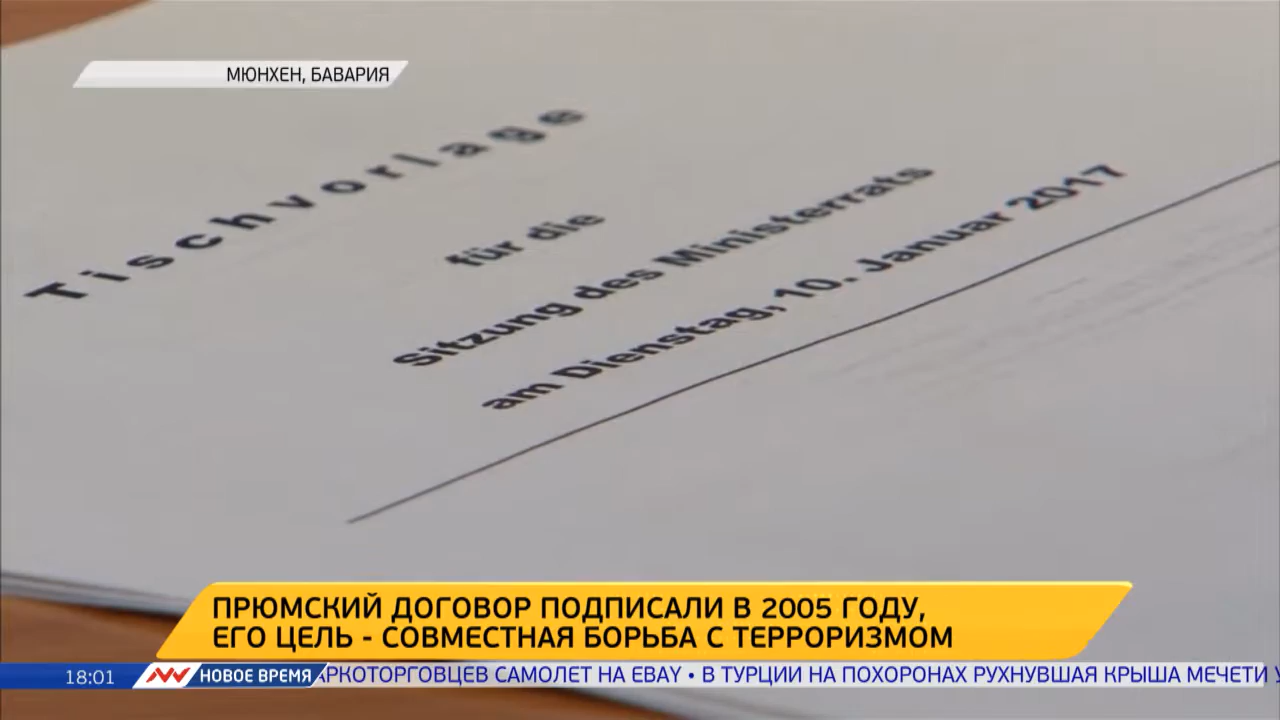 МЮНХЕН, БАВАРИЯ
Tischvorlage
für die
Sitzung des Ministerrats
am Dienstag, 10. Januar 2017
ПРЮМСКИЙ ДОГОВОР ПОДПИСАЛИ В 2005 ГОДУ,
ЕГО ЦЕЛЬ - СОВМЕСТНАЯ БОРЬБА С ТЕРРОРИЗМОМ
18:01 НОВОЕ ВРЕМЯ АРКОТОРГОВЦЕВ САМОЛЕТ НА EBAY • В ТУРЦИИ НА ПОХОРОНАХ РУХНУВШАЯ КРЫША МЕЧЕТИ